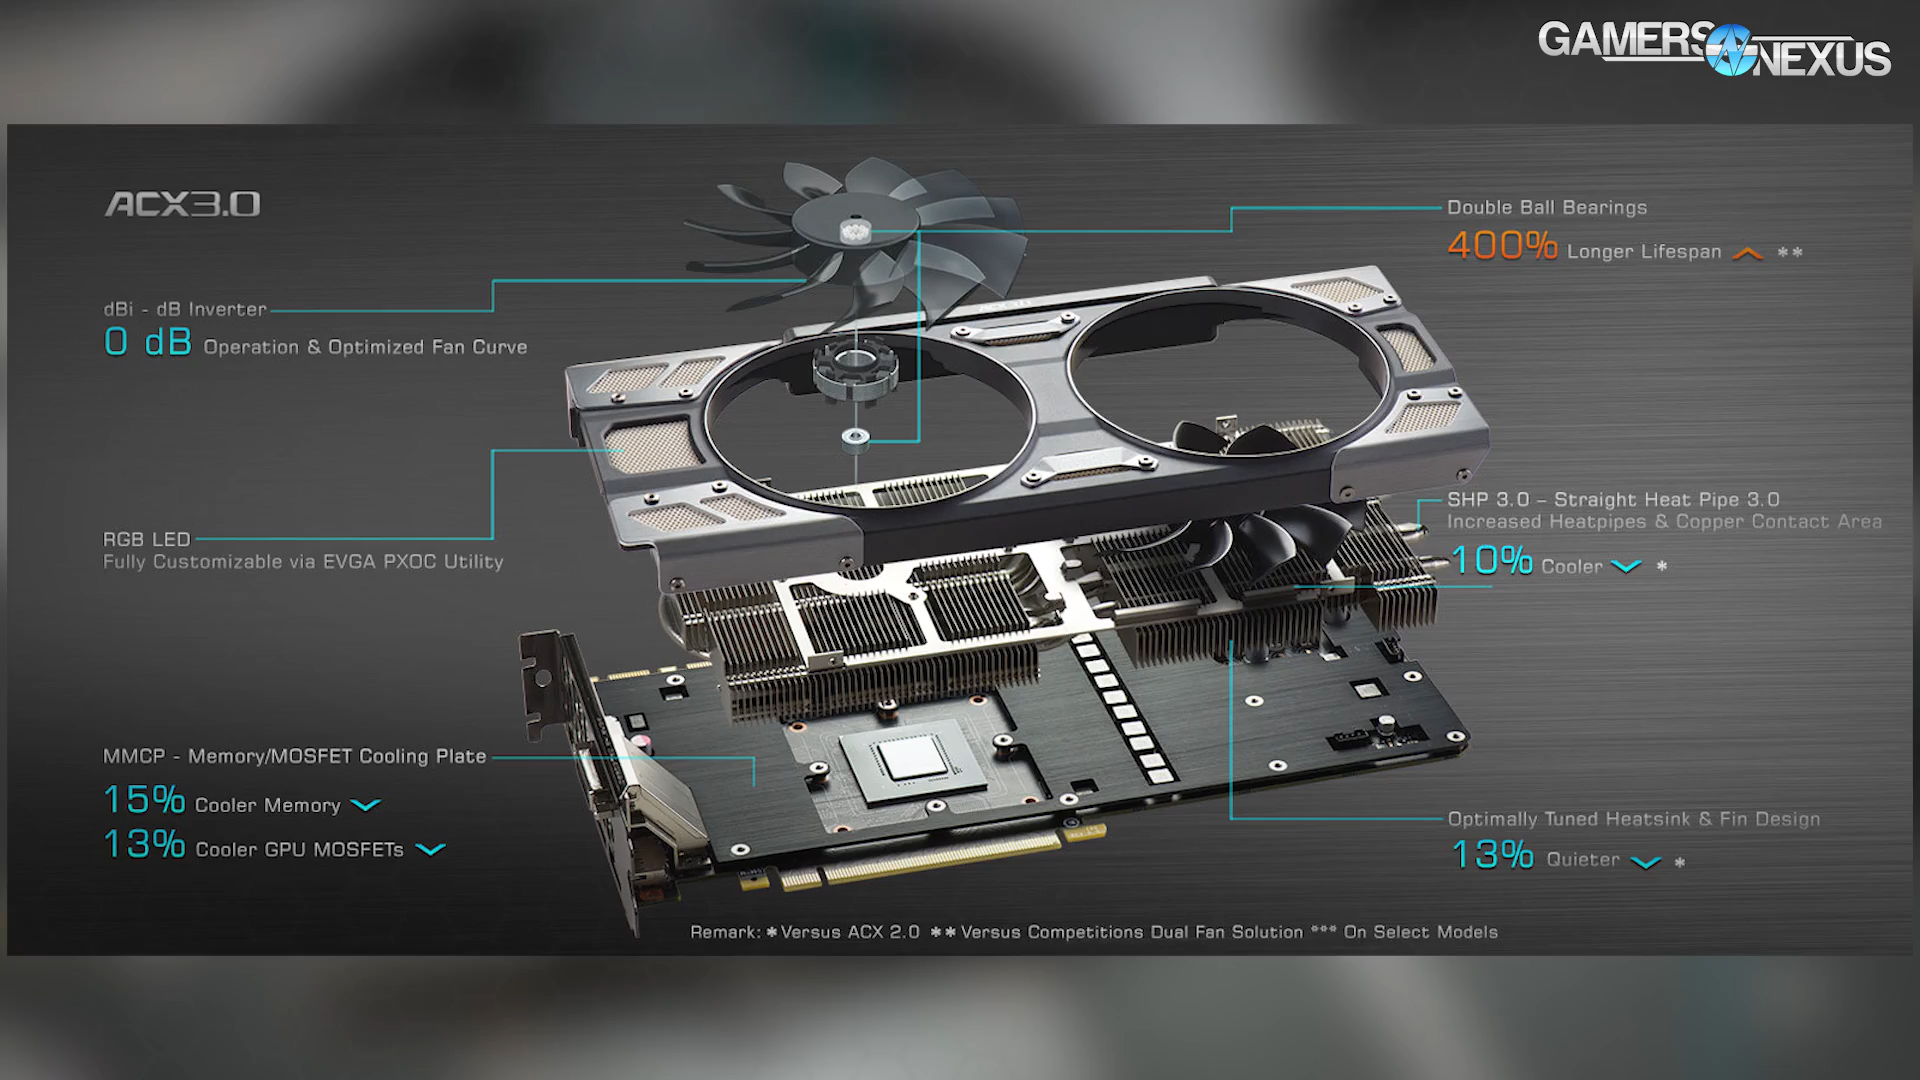 GAMERS NEXUS
ACX3.0
dBi - dB Inverter
0 dB Operation & Optimized Fan Curve
RGB LED
Fully Customizable via EVGA PXOC Utility
MMCP - Memory/MOSFET Cooling Plate
15% Cooler Memory
13% Cooler GPU MOSFETs
Double Ball Bearings
400% Longer Lifespan **
SHP 3.0 – Straight Heat Pipe 3.0
Increased Heatpipes & Copper Contact Area
10% Cooler *
Optimally Tuned Heatsink & Fin Design
13% Quieter *
Remark: *Versus ACX 2.0 **Versus Competitions Dual Fan Solution *** On Select Models